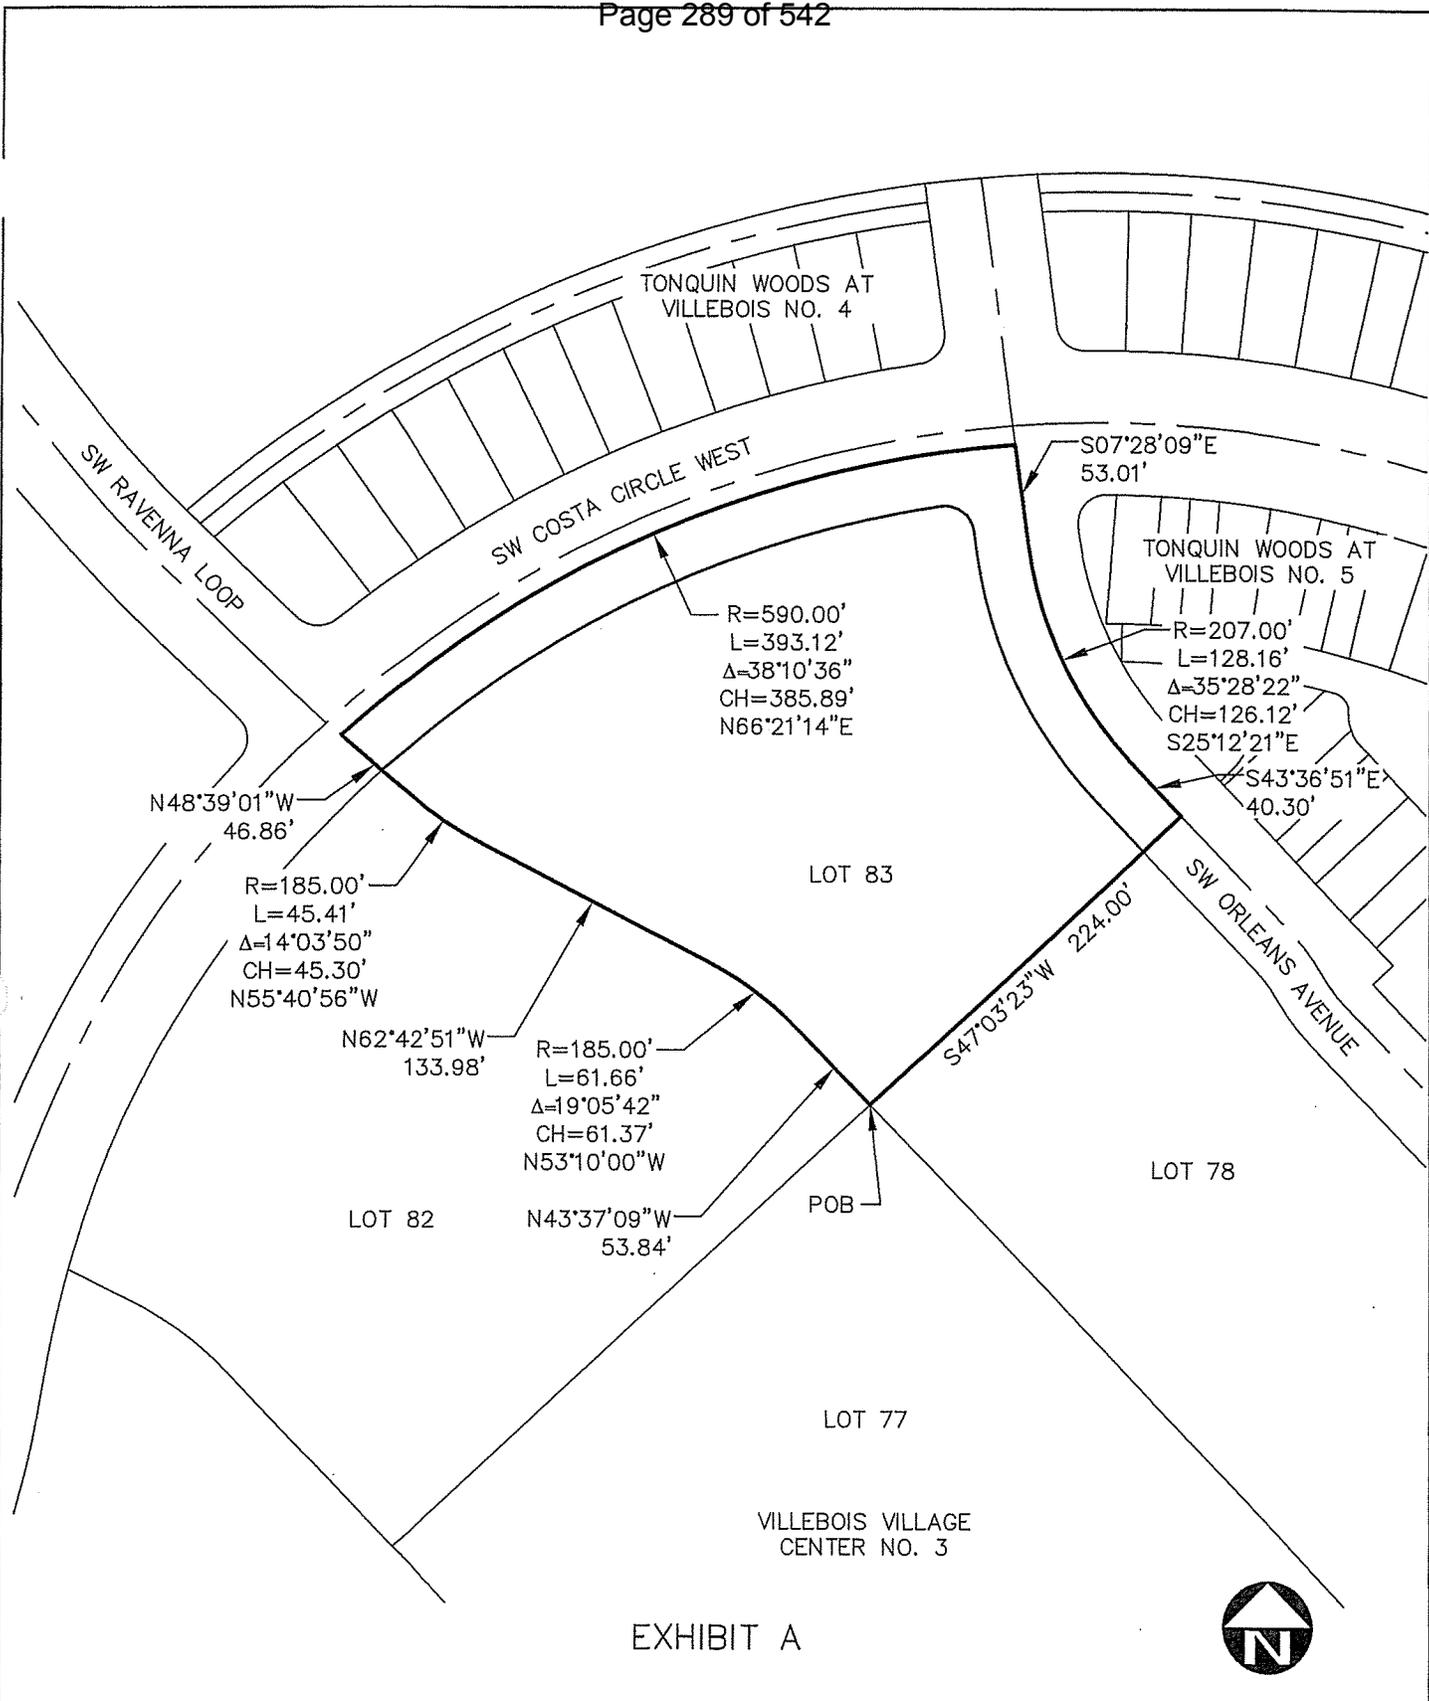 Page 289 of 542
TONQUIN WOODS AT
VILLEBOIS NO. 4
SW RAVENNA LOOP
SW COSTA CIRCLE WEST
S07°28'09"E
53.01'
TONQUIN WOODS AT
VILLEBOIS NO. 5
R=590.00'
L=393.12'
Δ=38°10'36"
CH=385.89'
N66°21'14"E
R=207.00'
L=128.16'
Δ=35°28'22"
CH=126.12'
S25°12'21"E
S43°36'51"E
40.30'
N48°39'01"W
46.86'
LOT 83
R=185.00'
L=45.41'
Δ=14°03'50"
CH=45.30'
N55°40'56"W
SW ORLEANS AVENUE
S47°03'23"W 224.00'
N62°42'51"W
133.98'
R=185.00'
L=61.66'
Δ=19°05'42"
CH=61.37'
N53°10'00"W
LOT 78
POB
LOT 82
N43°37'09"W
53.84'
LOT 77
VILLEBOIS VILLAGE
CENTER NO. 3
EXHIBIT A
N